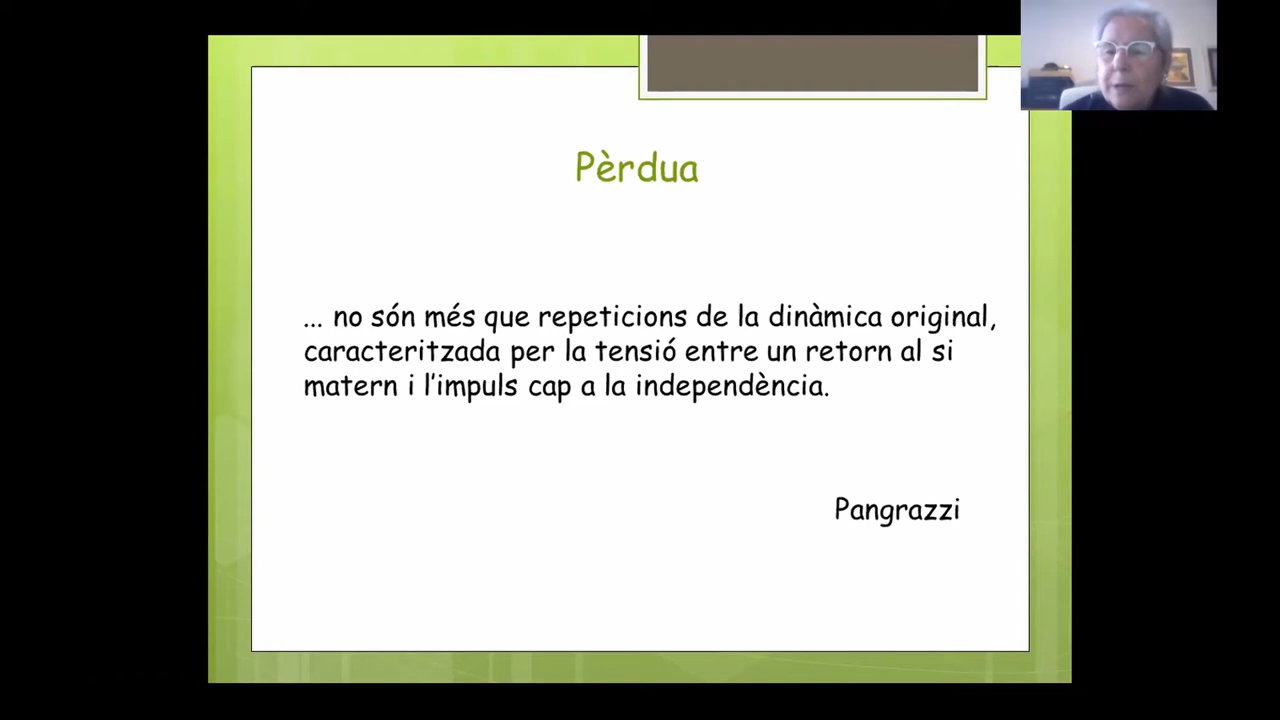 Pèrdua
... no són més que repeticions de la dinàmica original,
caracteritzada per la tensió entre un retorn al si
matern i l’impuls cap a la independència.
Pangrazzi